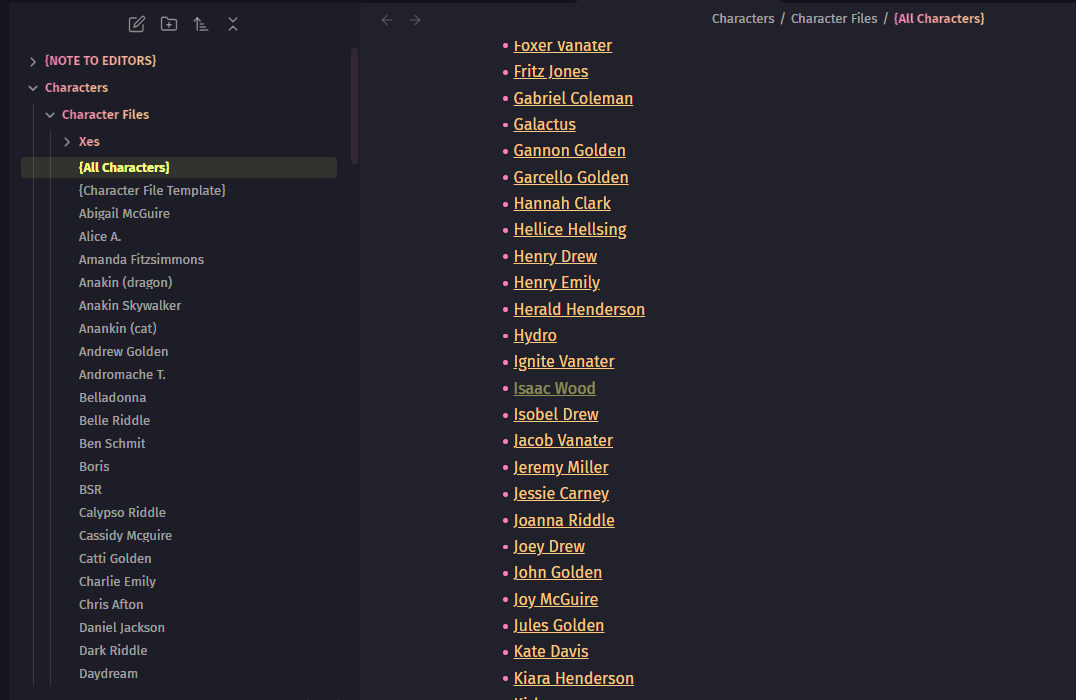 {NOTE TO EDITORS}
Characters
Character Files
Xes
{All Characters}
{Character File Template}
Abigail McGuire
Alice A.
Amanda Fitzsimmons
Anakin (dragon)
Anakin Skywalker
Anankin (cat)
Andrew Golden
Andromache T.
Belladonna
Belle Riddle
Ben Schmit
Boris
BSR
Calypso Riddle
Cassidy Mcguire
Catti Golden
Charlie Emily
Chris Afton
Daniel Jackson
Dark Riddle
Daydream
Characters / Character Files / {All Characters}
Foxer Vanater
Fritz Jones
Gabriel Coleman
Galactus
Gannon Golden
Garcello Golden
Hannah Clark
Hellice Hellsing
Henry Drew
Henry Emily
Herald Henderson
Hydro
Ignite Vanater
Isaac Wood
Isobel Drew
Jacob Vanater
Jeremy Miller
Jessie Carney
Joanna Riddle
Joey Drew
John Golden
Joy McGuire
Jules Golden
Kate Davis
Kiara Henderson